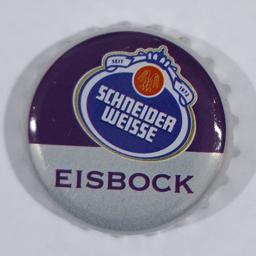 SEIT 1872
SCHNEIDER
WEISSE
EISBOCK